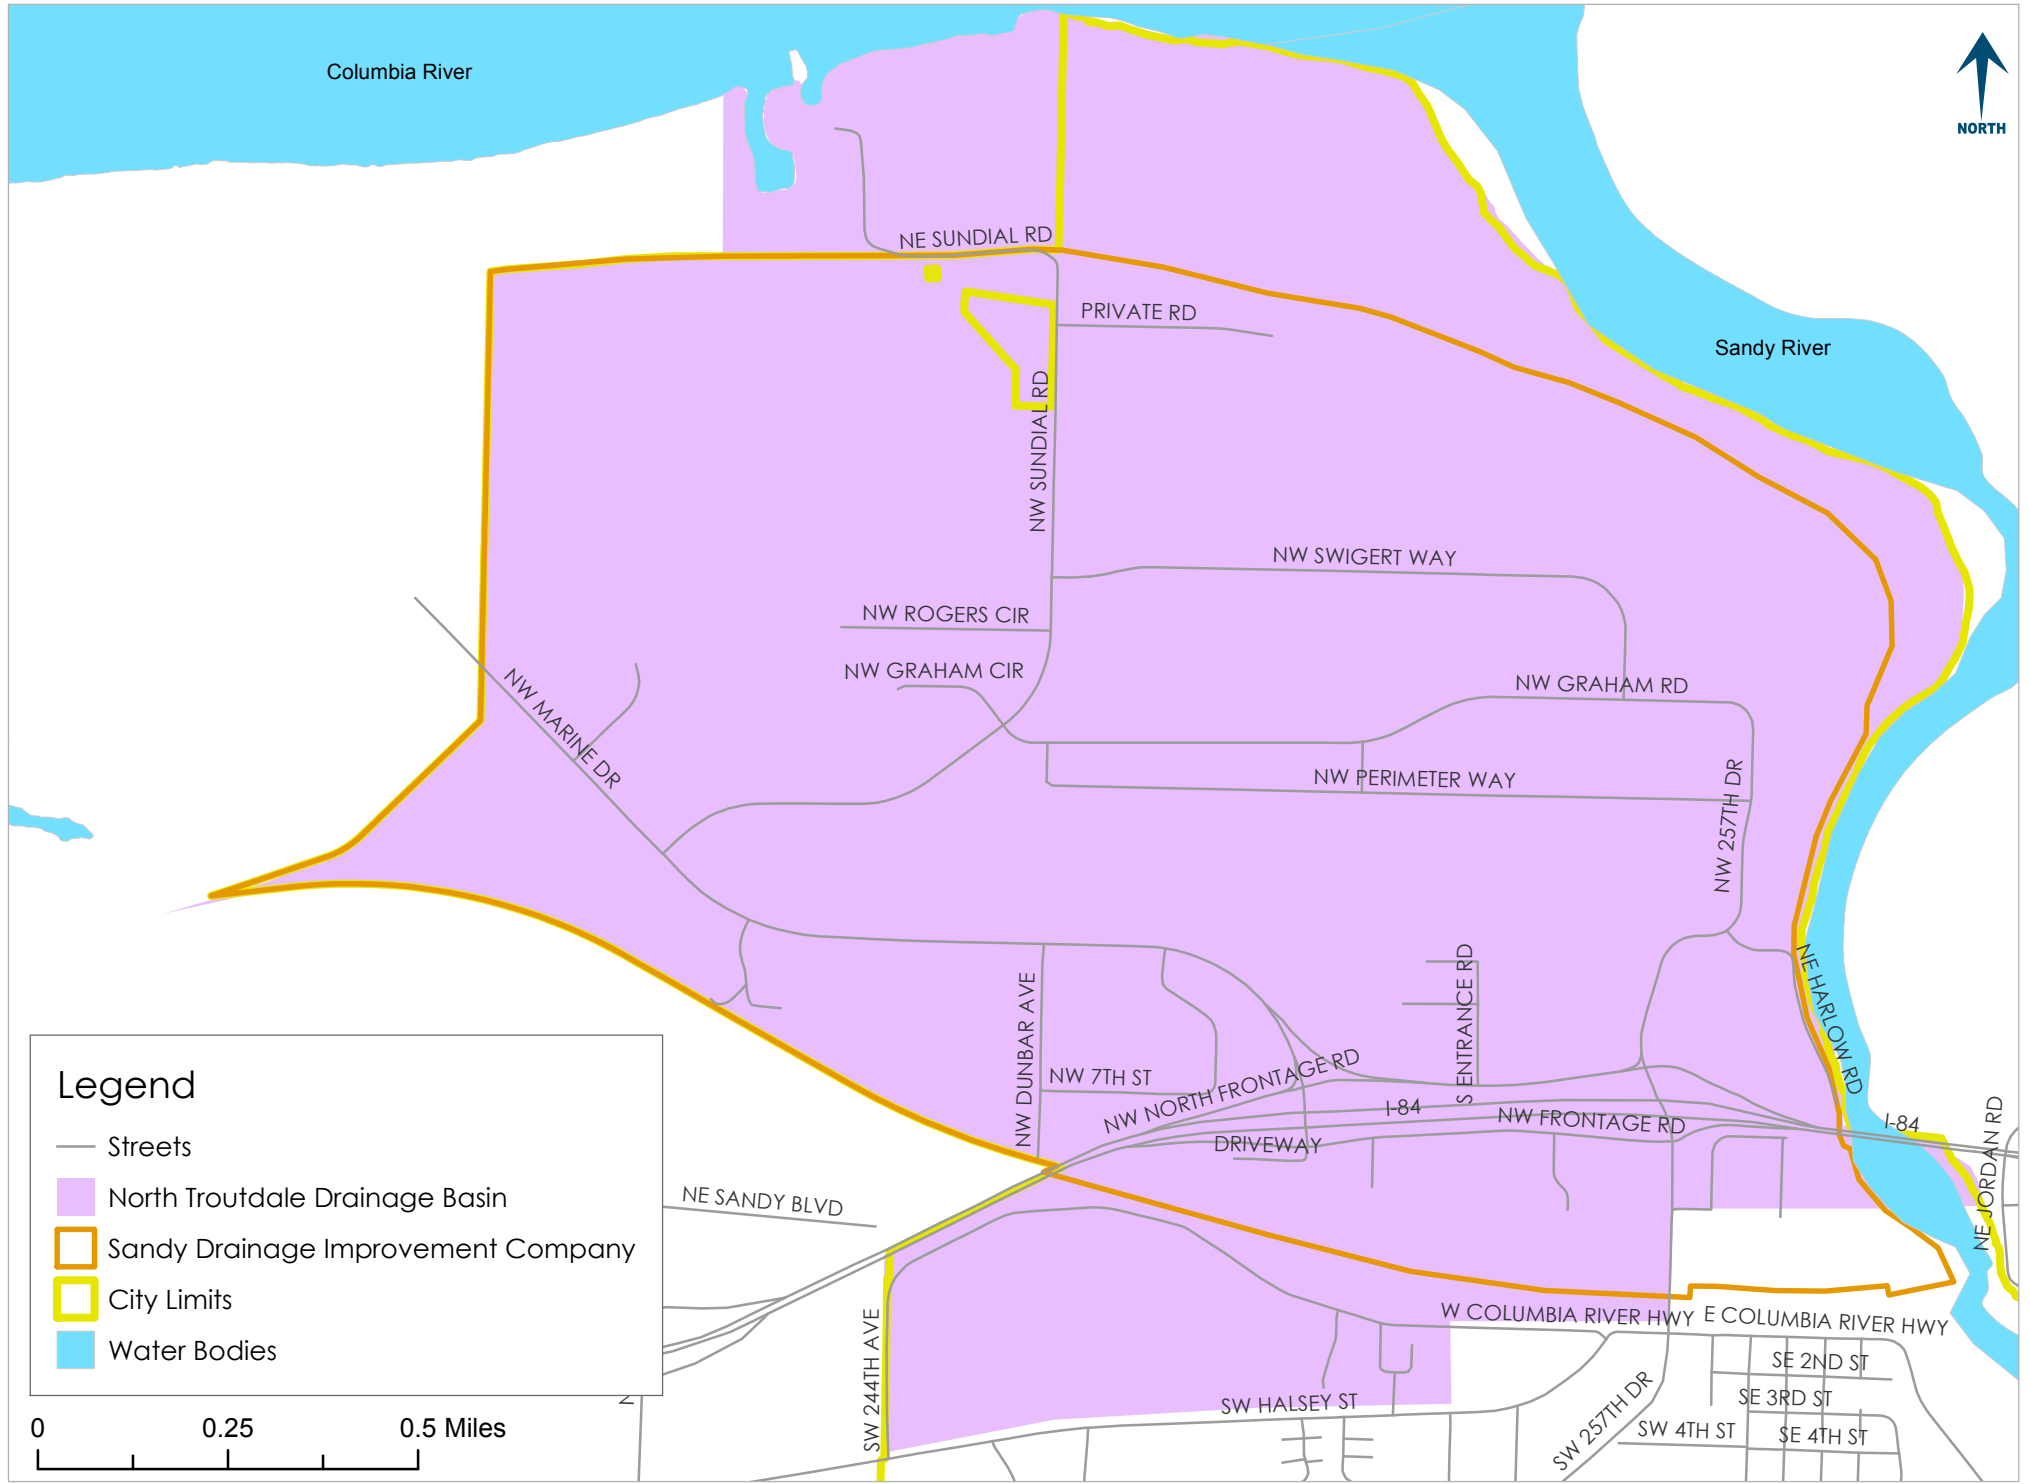 Columbia River
NORTH
NE SUNDIAL RD
PRIVATE RD
Sandy River
NW SUNDIAL RD
NW SWIGERT WAY
NW ROGERS CIR
NW GRAHAM CIR
NW GRAHAM RD
NW MARINE DR
NW PERIMETER WAY
NW 257TH DR
NE HARLOW RD
S ENTRANCE RD
NW DUNBAR AVE
NW 7TH ST
NW NORTH FRONTAGE RD
I-84
NW FRONTAGE RD
I-84
DRIVEWAY
NE JORDAN RD
NE SANDY BLVD
W COLUMBIA RIVER HWY
E COLUMBIA RIVER HWY
SW 244TH AVE
SE 2ND ST
SE 3RD ST
SW HALSEY ST
SW 257TH DR
SW 4TH ST
SE 4TH ST
Legend
Streets
North Troutdale Drainage Basin
Sandy Drainage Improvement Company
City Limits
Water Bodies
0 0.25 0.5 Miles